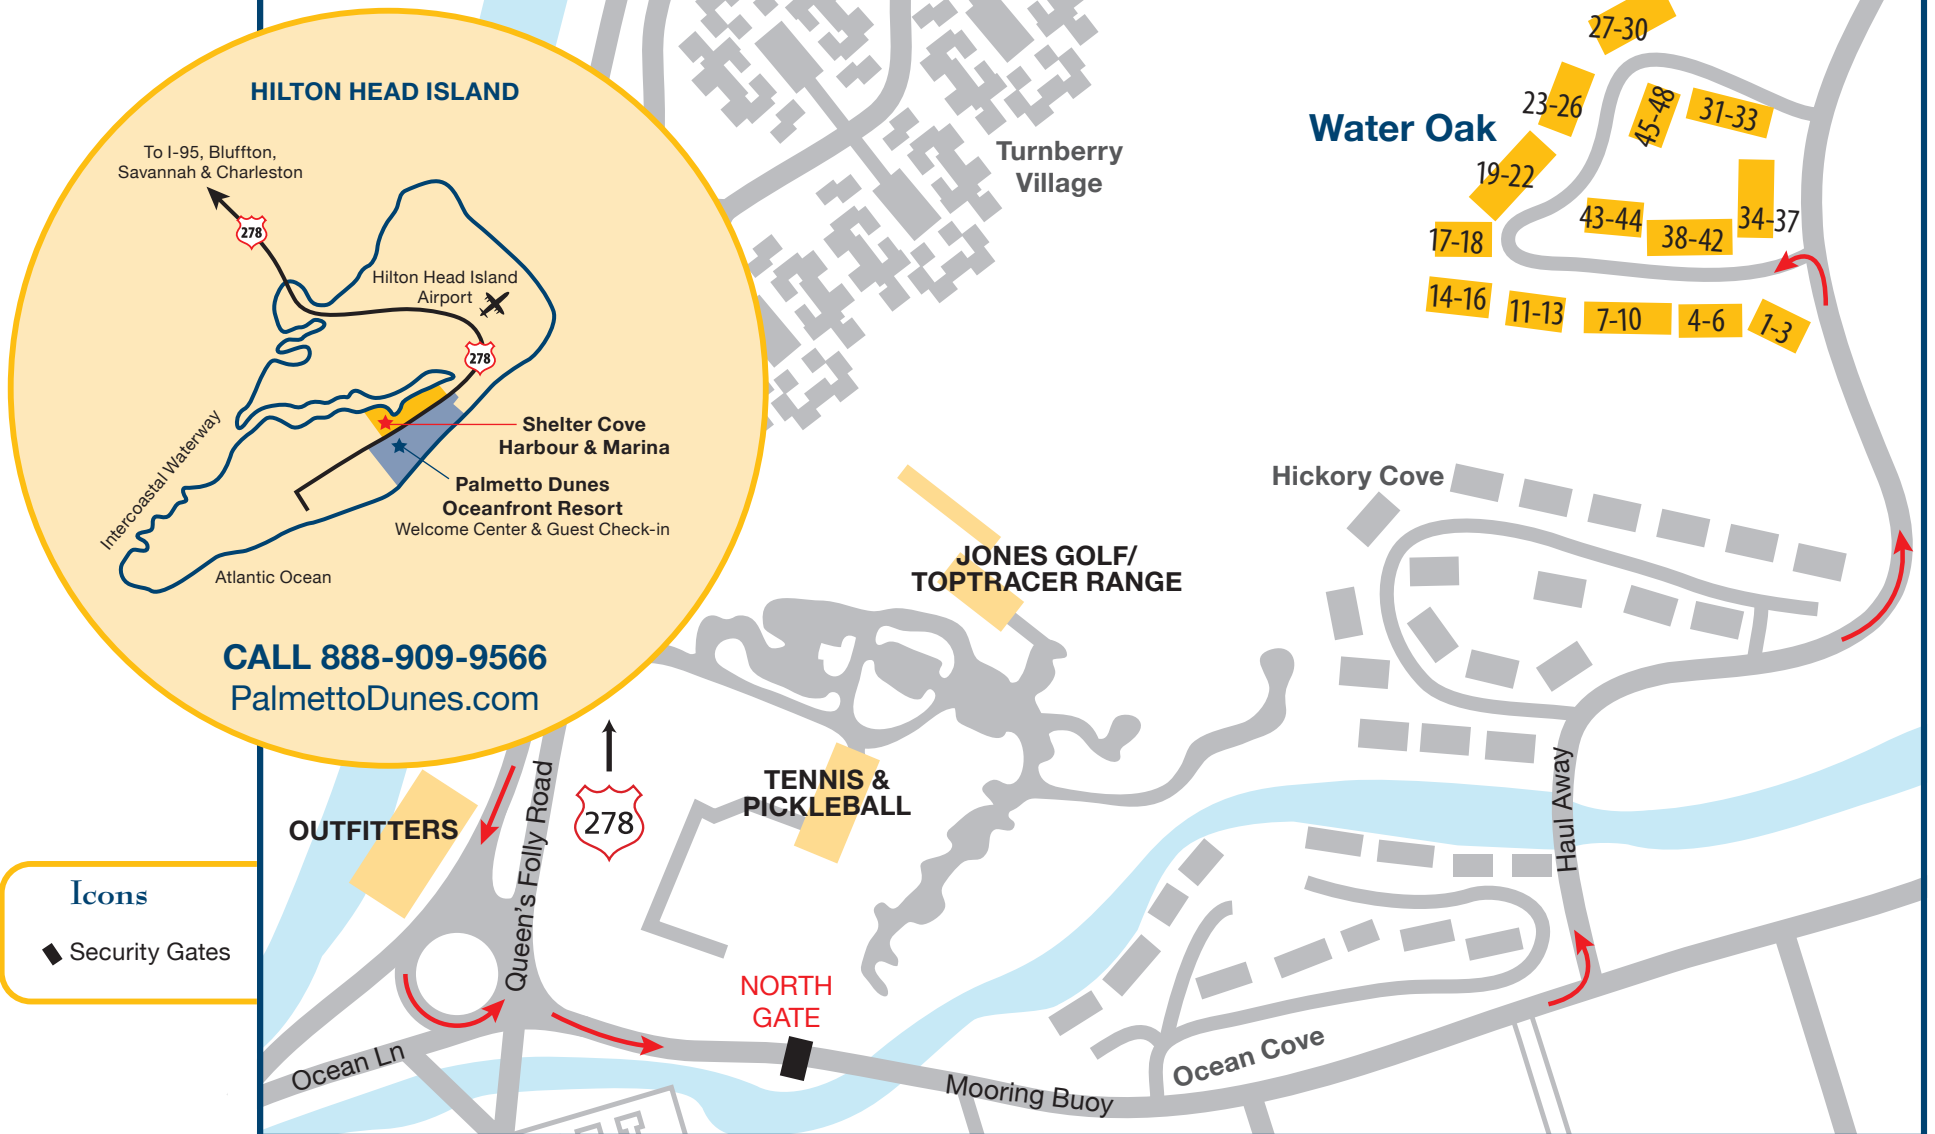 HILTON HEAD ISLAND
To I-95, Bluffton,
Savannah & Charleston
278
Hilton Head Island
Airport
278
Shelter Cove
Harbour & Marina
Palmetto Dunes
Oceanfront Resort
Welcome Center & Guest Check-in
Intercoastal Waterway
Atlantic Ocean
CALL 888-909-9566
PalmettoDunes.com
Turnberry
Village
Water Oak
27-30
23-26
45-48
31-33
19-22
43-44
34-37
17-18
38-42
14-16
11-13
7-10
4-6
1-3
Hickory Cove
JONES GOLF/
TOPTRACER RANGE
TENNIS &
PICKLEBALL
OUTFITTERS
278
Queen's Folly Road
Haul Away
Icons
Security Gates
NORTH
GATE
Ocean Ln
Mooring Buoy
Ocean Cove